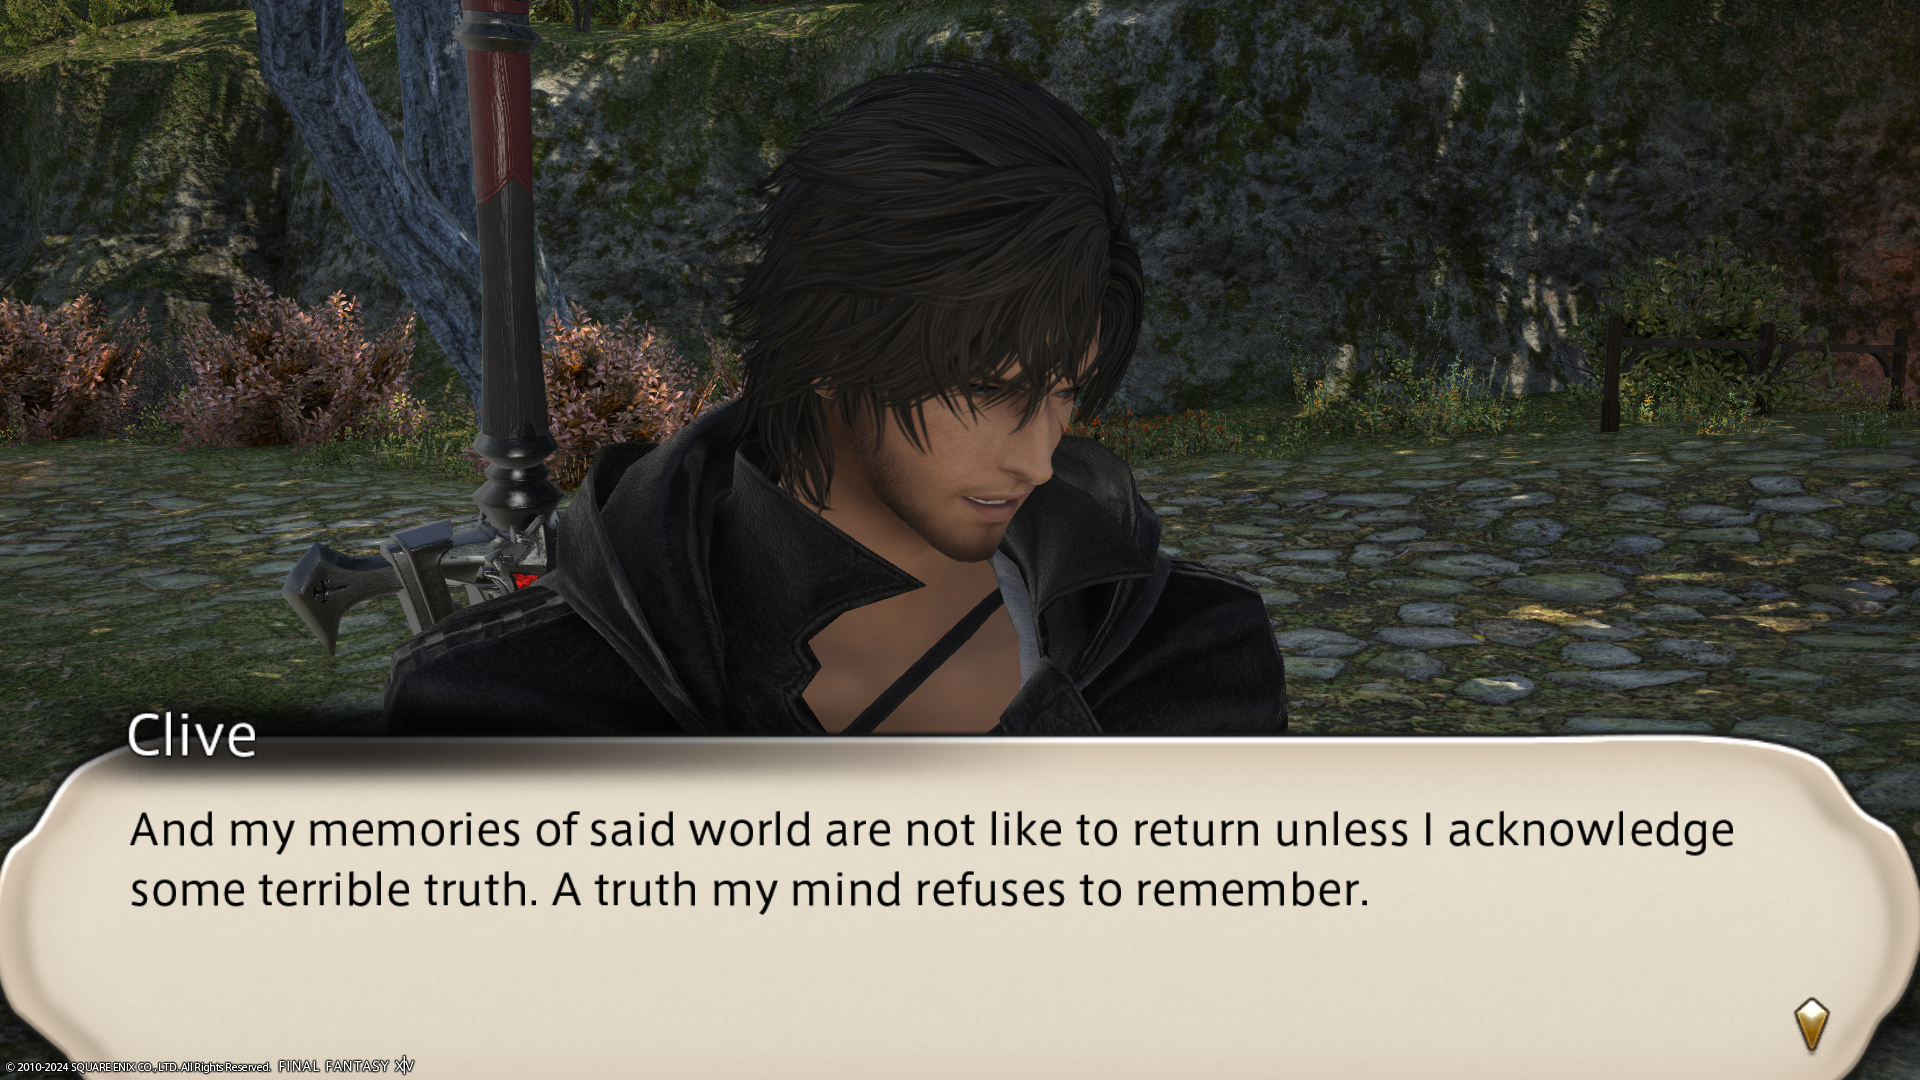 Clive
And my memories of said world are not like to return unless I acknowledge
some terrible truth. A truth my mind refuses to remember.
© 2010-2024 SQUARE ENIX CO., LTD. All Rights Reserved. FINAL FANTASY XIV